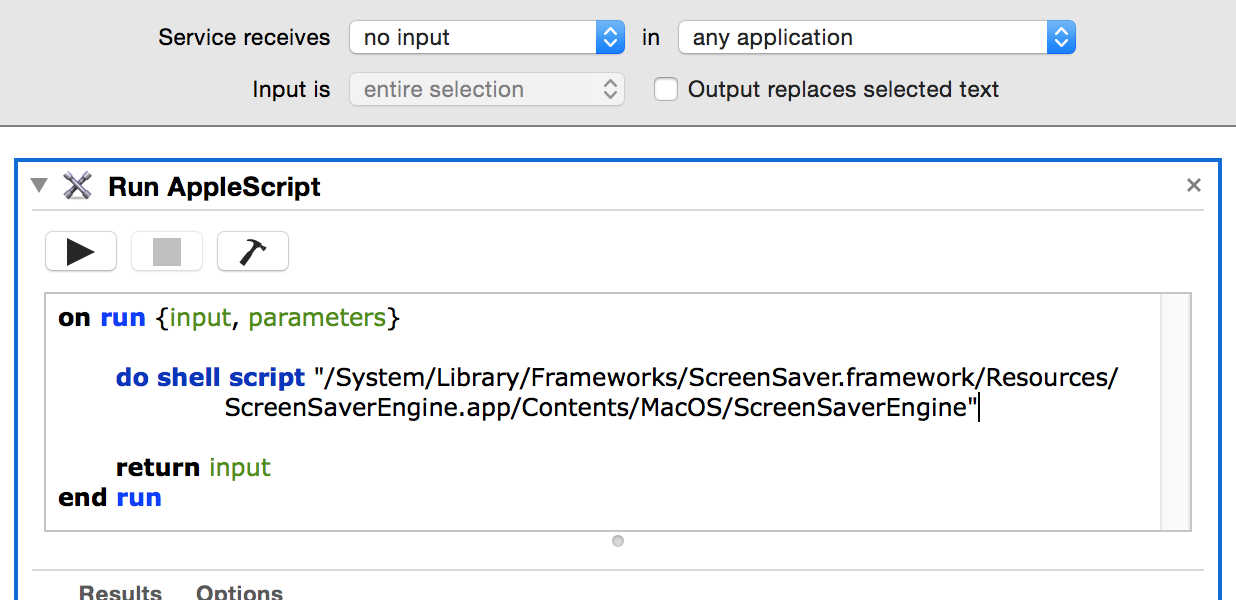 Service receives no input in any application
Input is entire selection Output replaces selected text
Run AppleScript
on run {input, parameters}
do shell script "/System/Library/Frameworks/ScreenSaver.framework/Resources/
ScreenSaverEngine.app/Contents/MacOS/ScreenSaverEngine"
return input
end run
Results Options